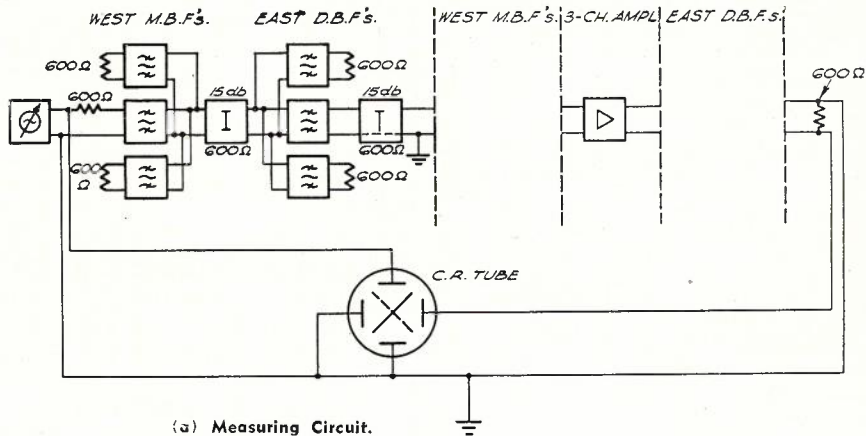 WEST M.B.F'S. EAST D.B.F's. WEST M.B.F's. 3-CH. AMPL EAST D.B.F.s.
600Ω
600Ω
600Ω
600Ω
15db
15db
600Ω
600Ω
600Ω
600Ω
C.R. TUBE
(a) Measuring Circuit.